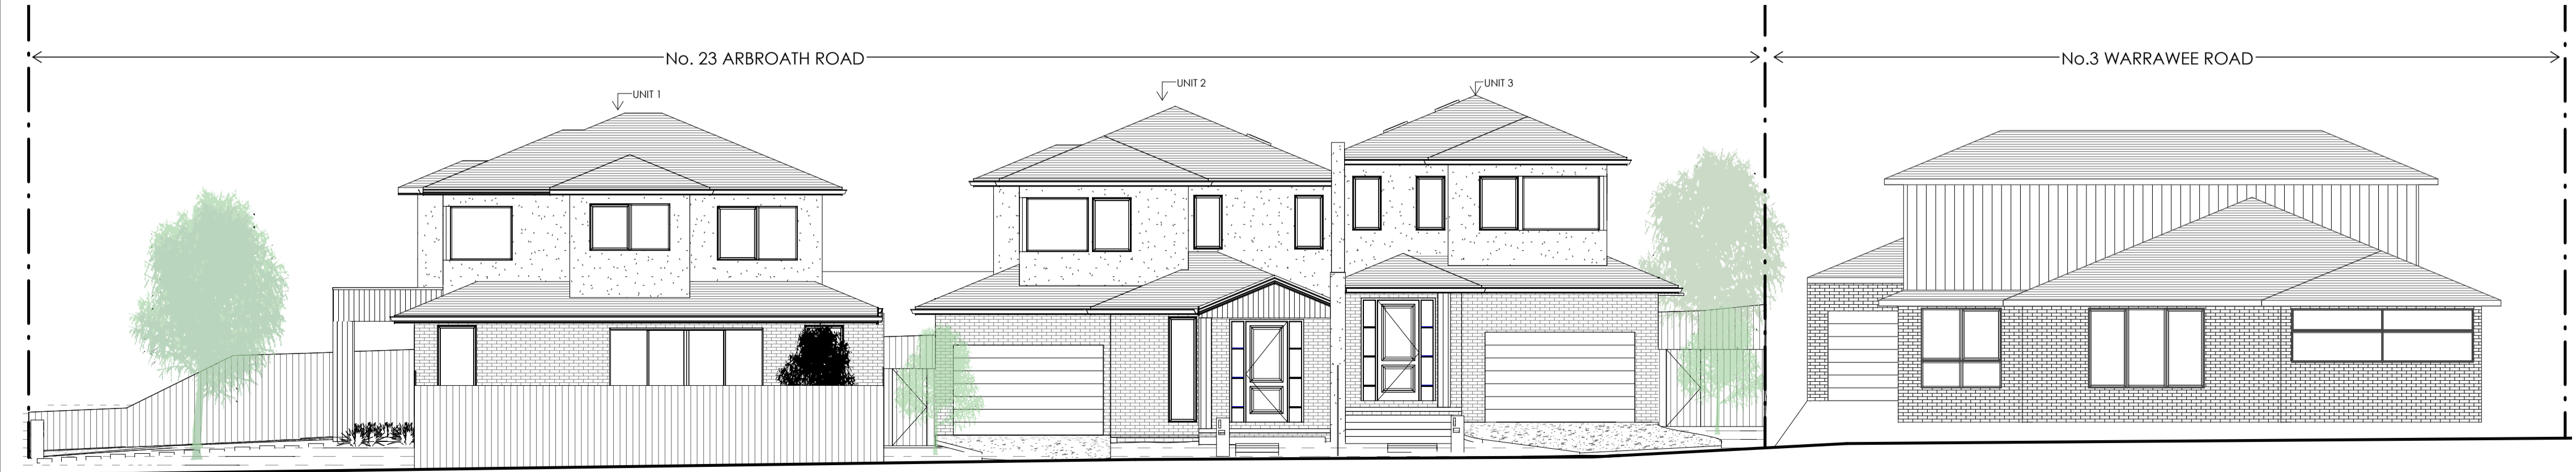 No. 23 ARBROATH ROAD
No.3 WARRAWEE ROAD
UNIT 1
UNIT 2
UNIT 3